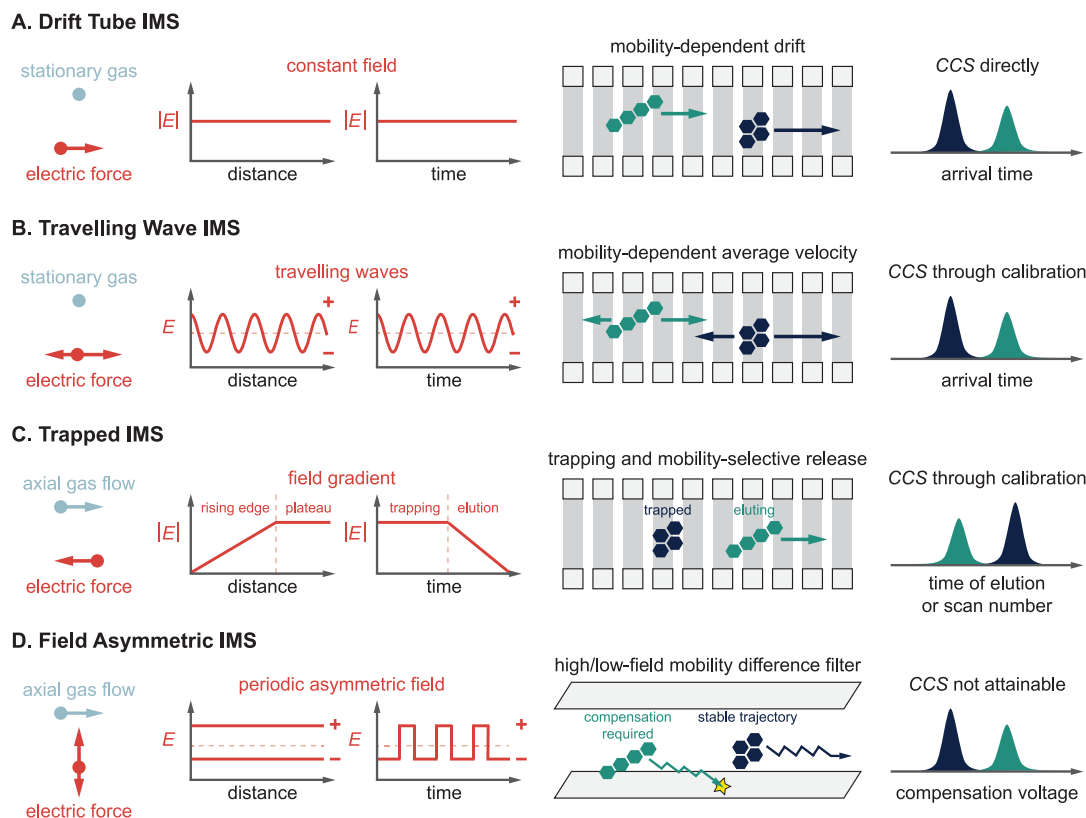 A. Drift Tube IMS
stationary gas
electric force
constant field
|E|
distance
|E|
time
mobility-dependent drift
CCS directly
arrival time
B. Travelling Wave IMS
stationary gas
electric force
travelling waves
E
+
−
distance
E
+
−
time
mobility-dependent average velocity
CCS through calibration
arrival time
C. Trapped IMS
axial gas flow
electric force
field gradient
|E|
rising edge
plateau
distance
|E|
trapping
elution
time
trapping and mobility-selective release
trapped
eluting
CCS through calibration
time of elution
or scan number
D. Field Asymmetric IMS
axial gas flow
electric force
periodic asymmetric field
E
+
−
distance
E
+
−
time
high/low-field mobility difference filter
compensation
required
stable trajectory
CCS not attainable
compensation voltage